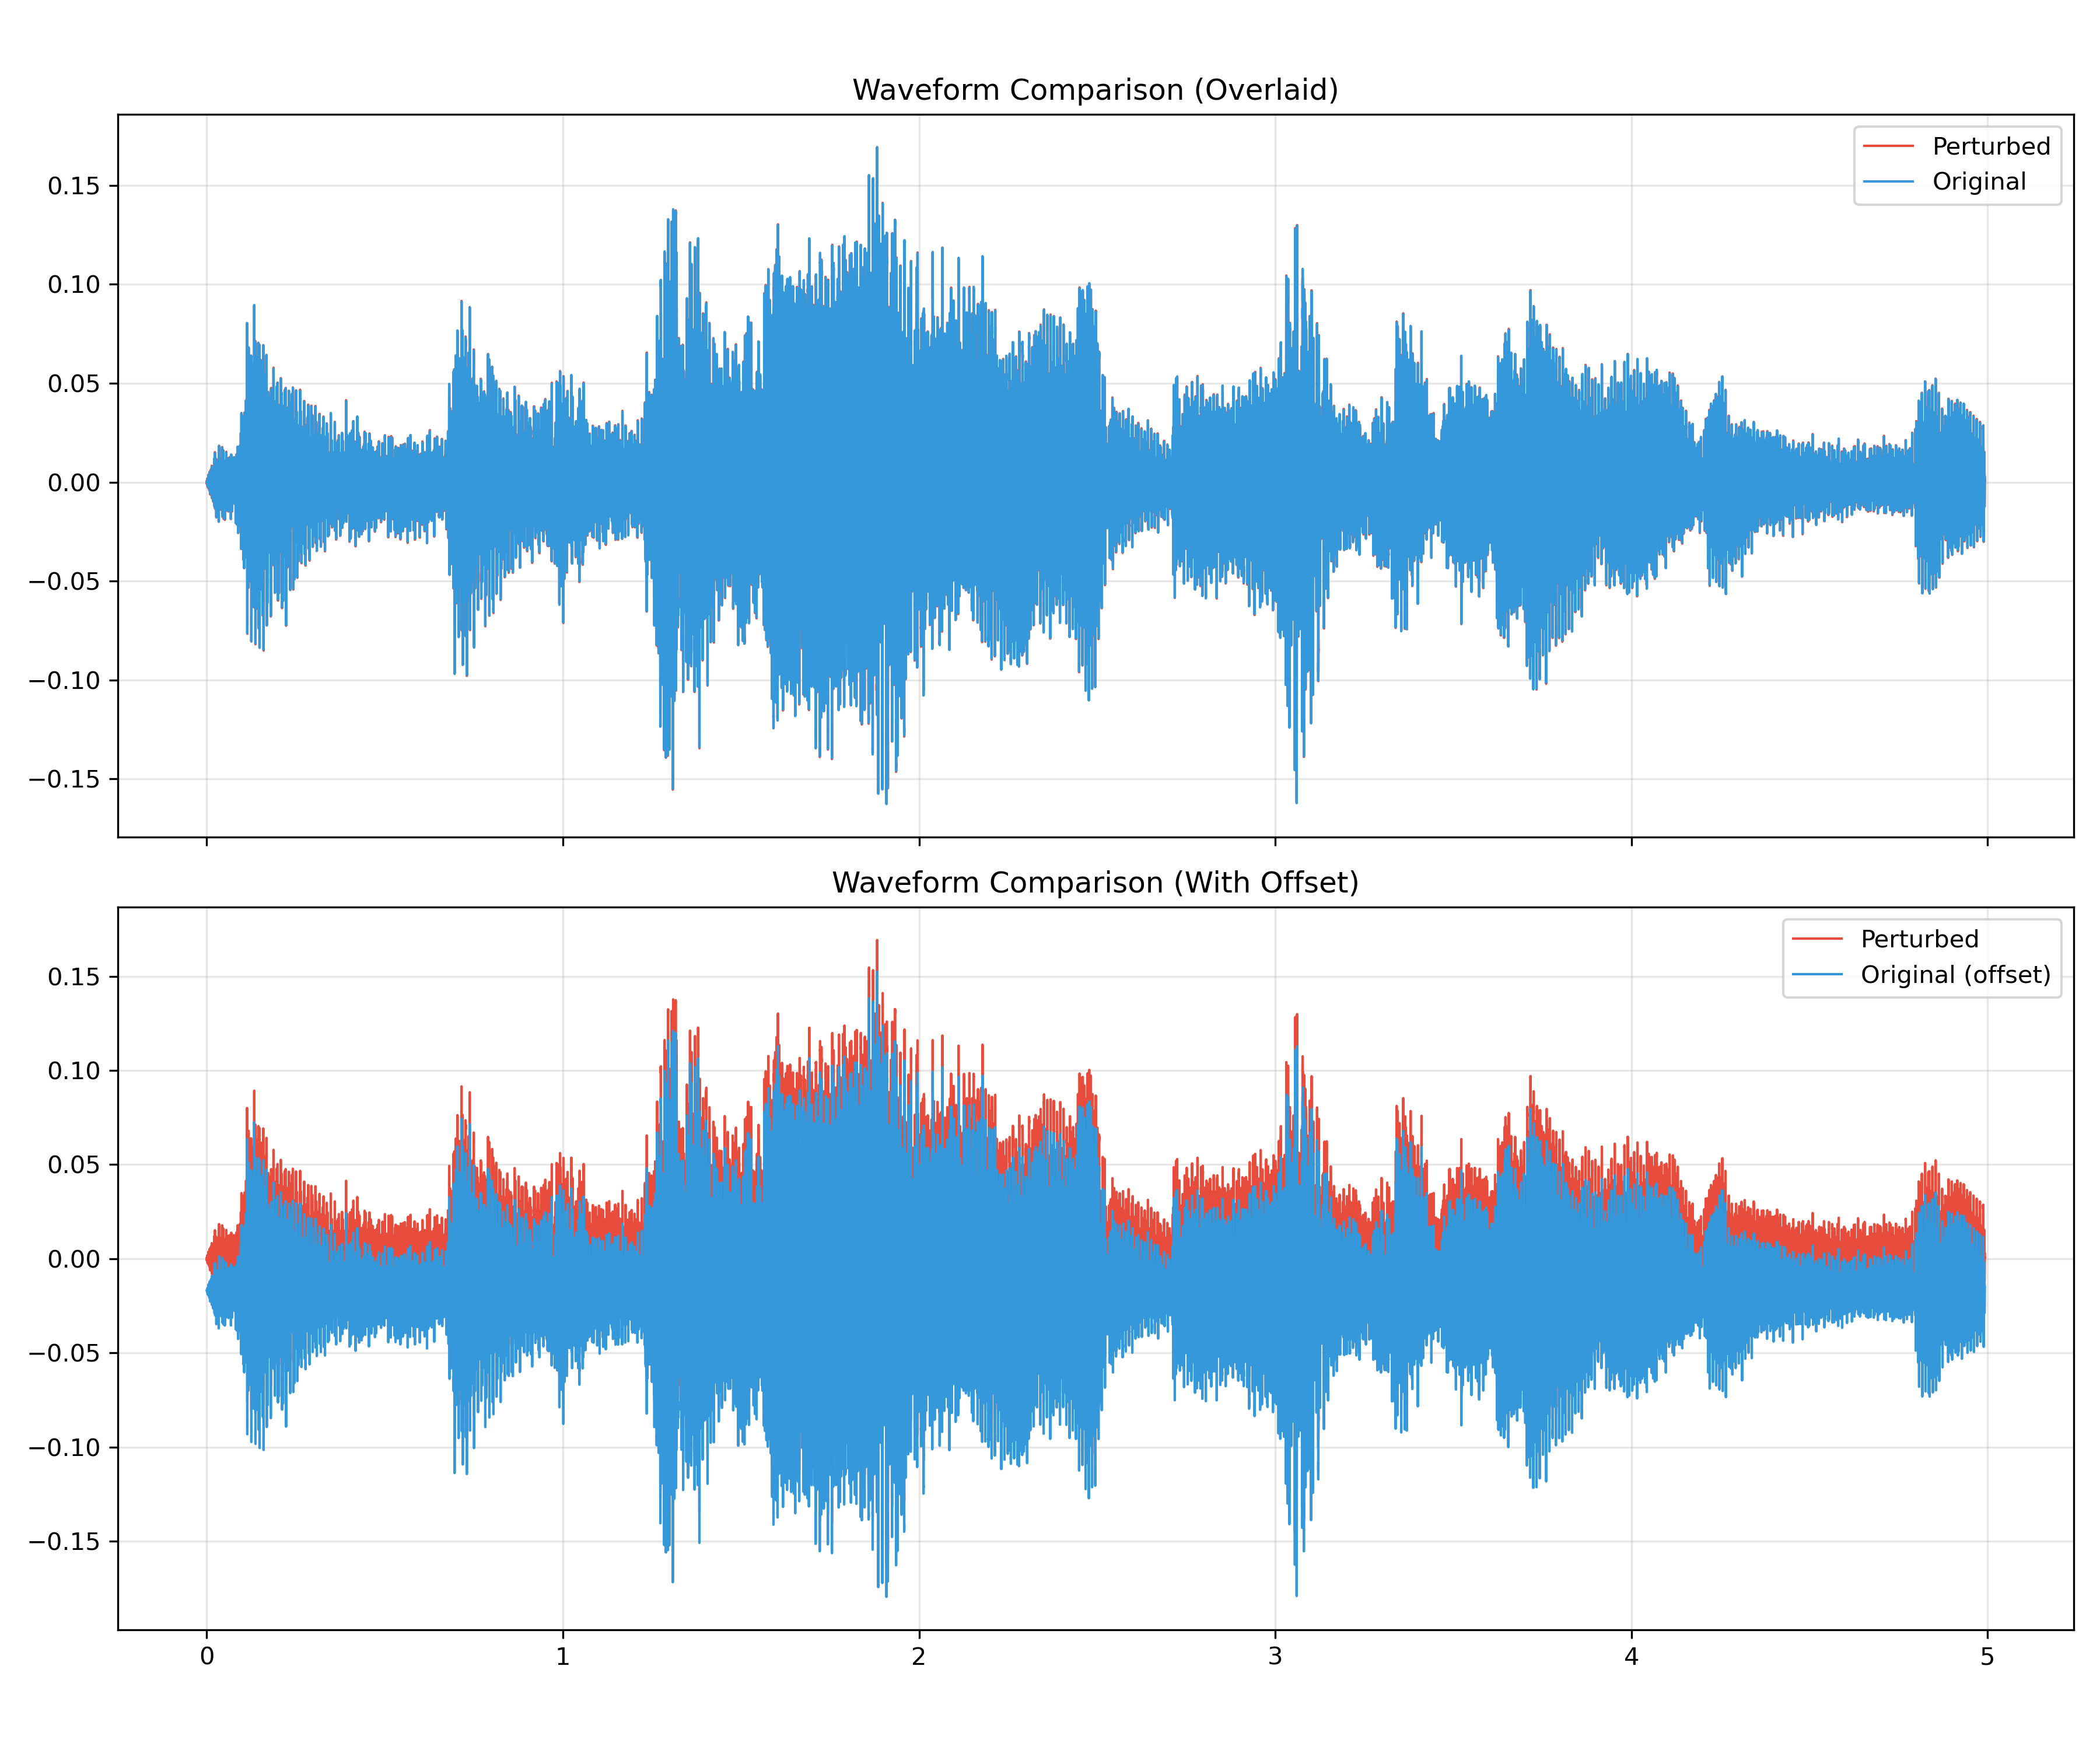 Waveform Comparison (Overlaid)
Perturbed
Original
0.15
0.10
0.05
0.00
−0.05
−0.10
−0.15
Waveform Comparison (With Offset)
Perturbed
Original (offset)
0.15
0.10
0.05
0.00
−0.05
−0.10
−0.15
0 1 2 3 4 5